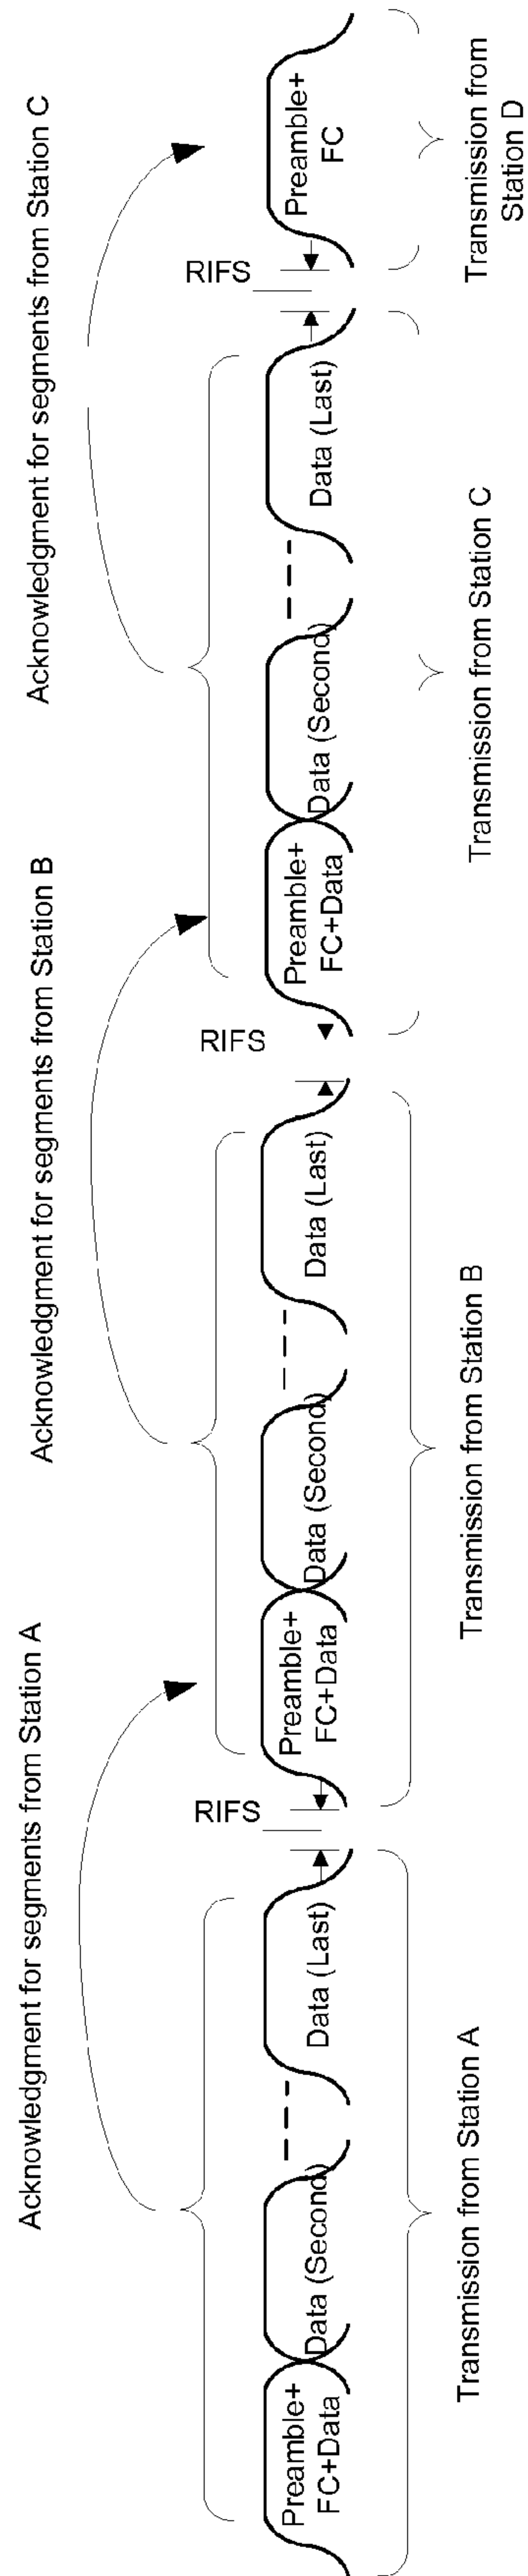 Acknowledgment for segments from Station A
Acknowledgment for segments from Station B
Acknowledgment for segments from Station C
Preamble+
FC+Data
Data (Second)
Data (Last)
RIFS
Preamble+
FC+Data
Data (Second)
Data (Last)
RIFS
Preamble+
FC+Data
Data (Second)
Data (Last)
RIFS
Preamble+
FC
Transmission from Station A
Transmission from Station B
Transmission from Station C
Transmission from
Station D